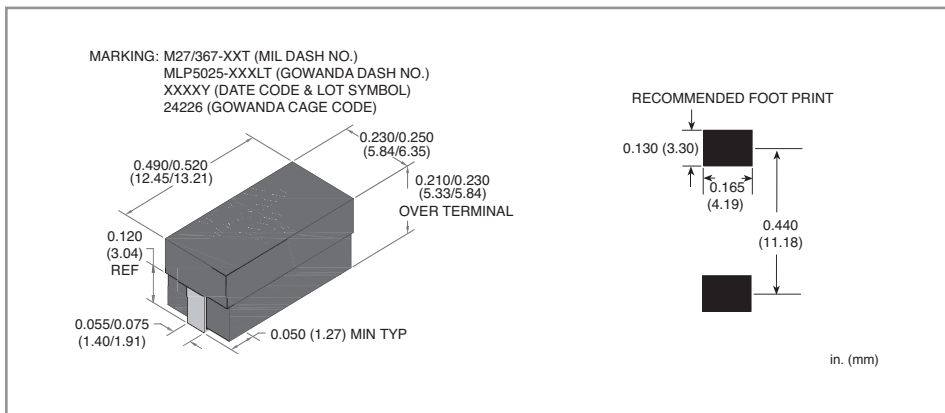 MARKING: M27/367-XXT (MIL DASH NO.)
MLP5025-XXXLT (GOWANDA DASH NO.)
XXXXY (DATE CODE & LOT SYMBOL)
24226 (GOWANDA CAGE CODE)
0.490/0.520
(12.45/13.21)
0.230/0.250
(5.84/6.35)
0.210/0.230
(5.33/5.84)
OVER TERMINAL
0.120
(3.04)
REF
0.055/0.075
(1.40/1.91)
0.050 (1.27) MIN TYP
RECOMMENDED FOOT PRINT
0.130 (3.30)
0.165
(4.19)
0.440
(11.18)
in. (mm)